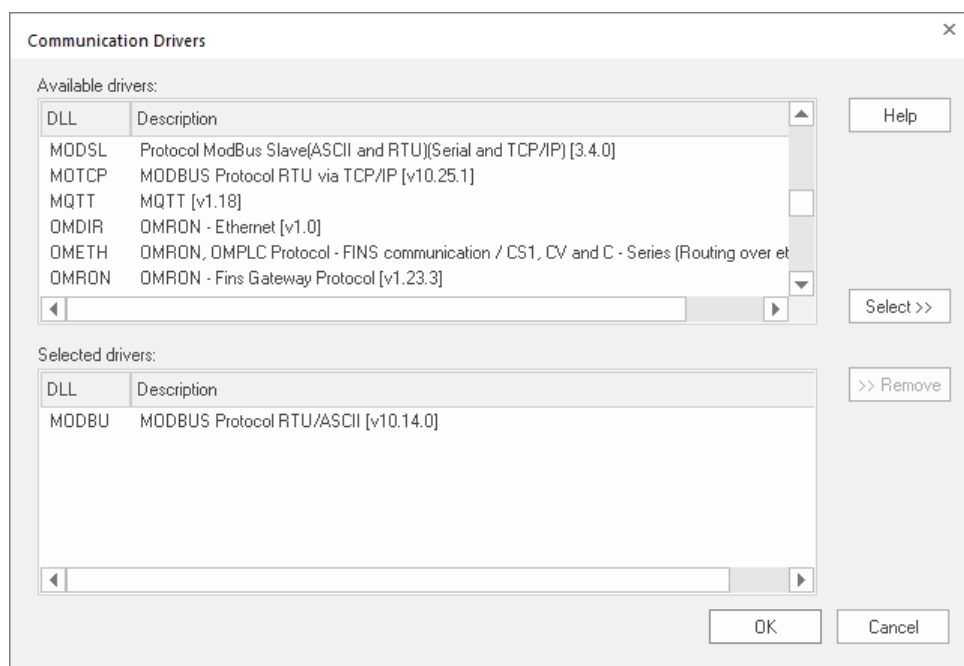 Communication Drivers
Available drivers:
DLL Description
MODSL Protocol ModBus Slave(ASCII and RTU)(Serial and TCP/IP) [3.4.0]
MOTCP MODBUS Protocol RTU via TCP/IP [v10.25.1]
MQTT MQTT [v1.18]
OMDIR OMRON - Ethernet [v1.0]
OMETH OMRON, OMPLC Protocol - FINS communication / CS1, CV and C - Series (Routing over et
OMRON OMRON - Fins Gateway Protocol [v1.23.3]
Help
Select >>
Selected drivers:
DLL Description
MODBU MODBUS Protocol RTU/ASCII [v10.14.0]
>> Remove
OK Cancel